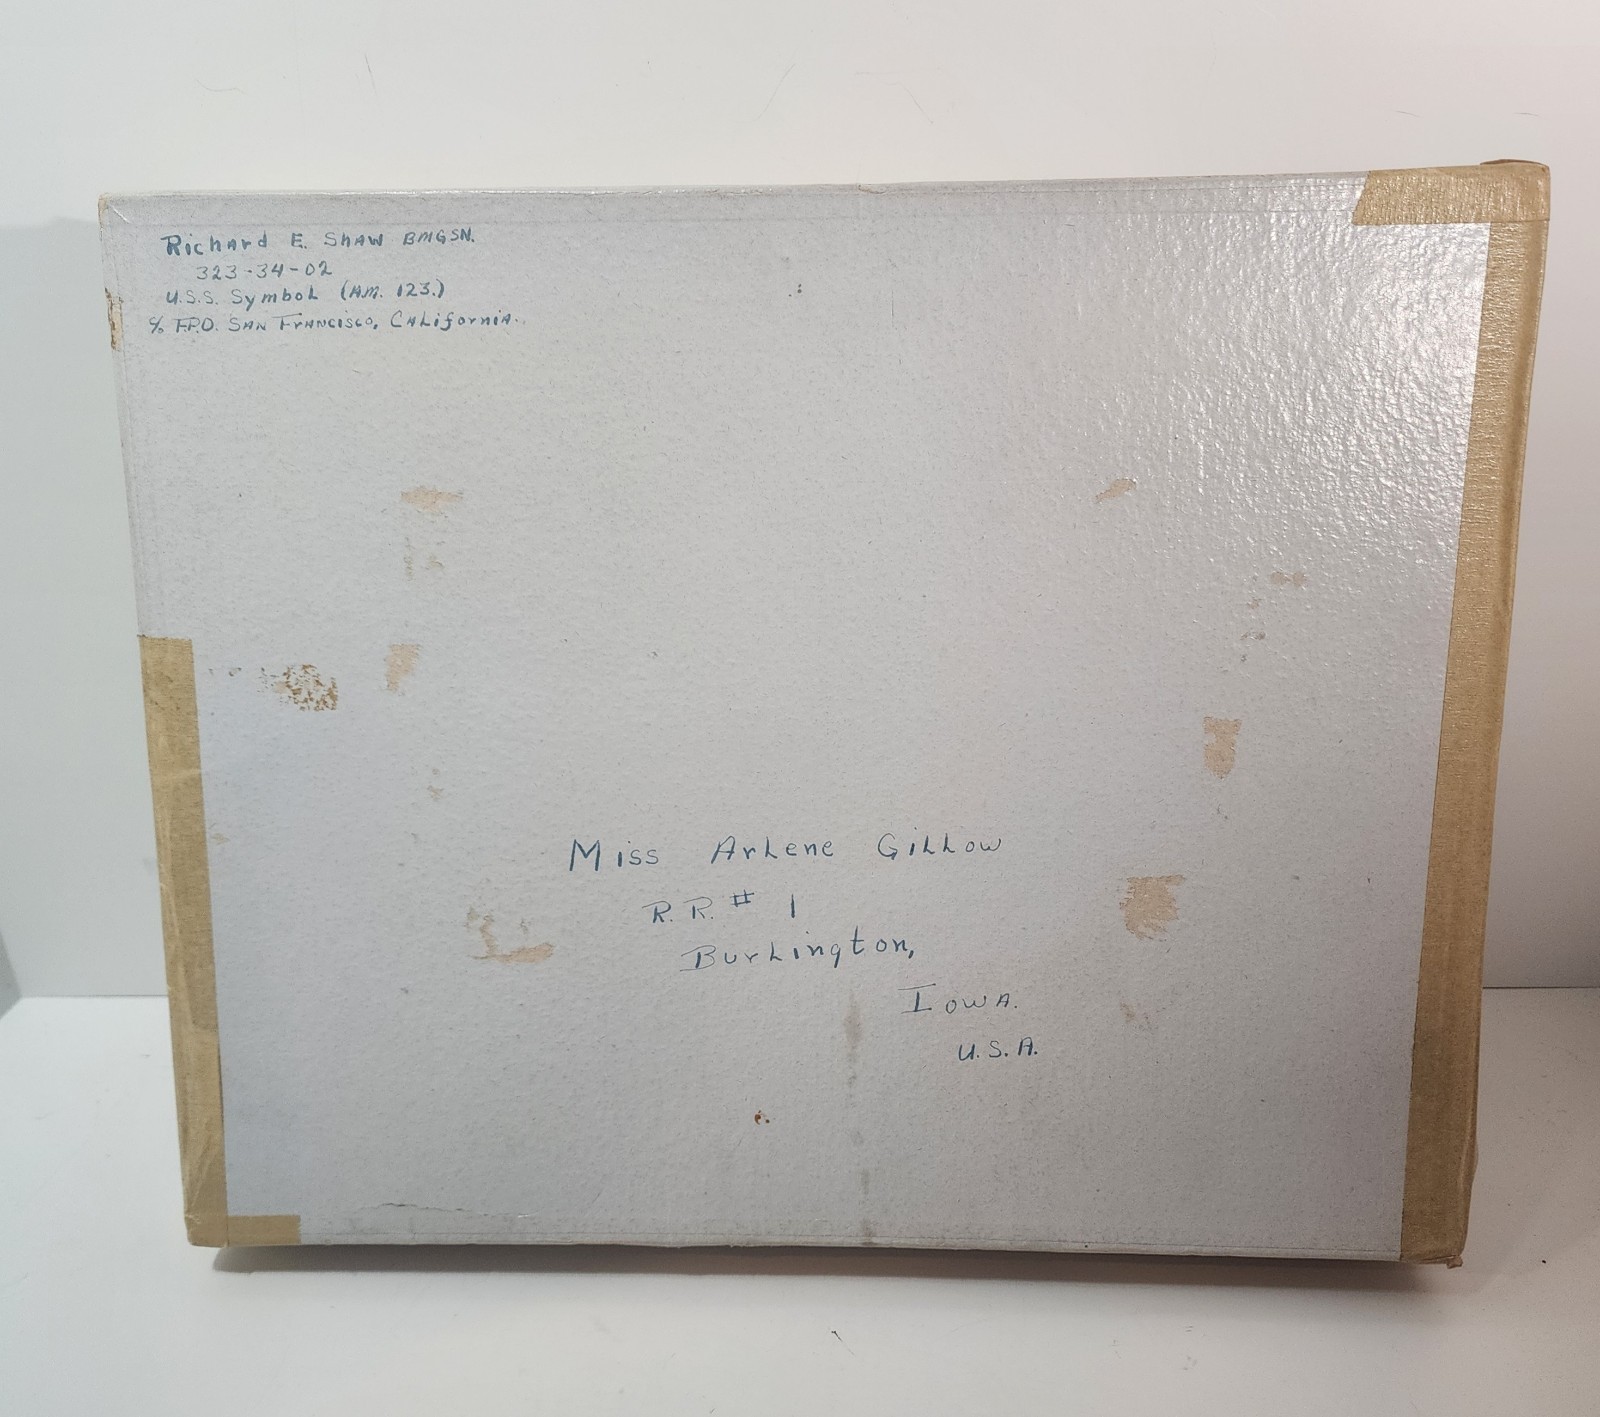 Richard E. Shaw BMGSN.
323-34-02
U.S.S. Symbol (AM. 123.)
c/o F.P.O. San Francisco, California.
Miss Arlene Gillow
R.R. # 1
Burlington,
Iowa.
U.S.A.